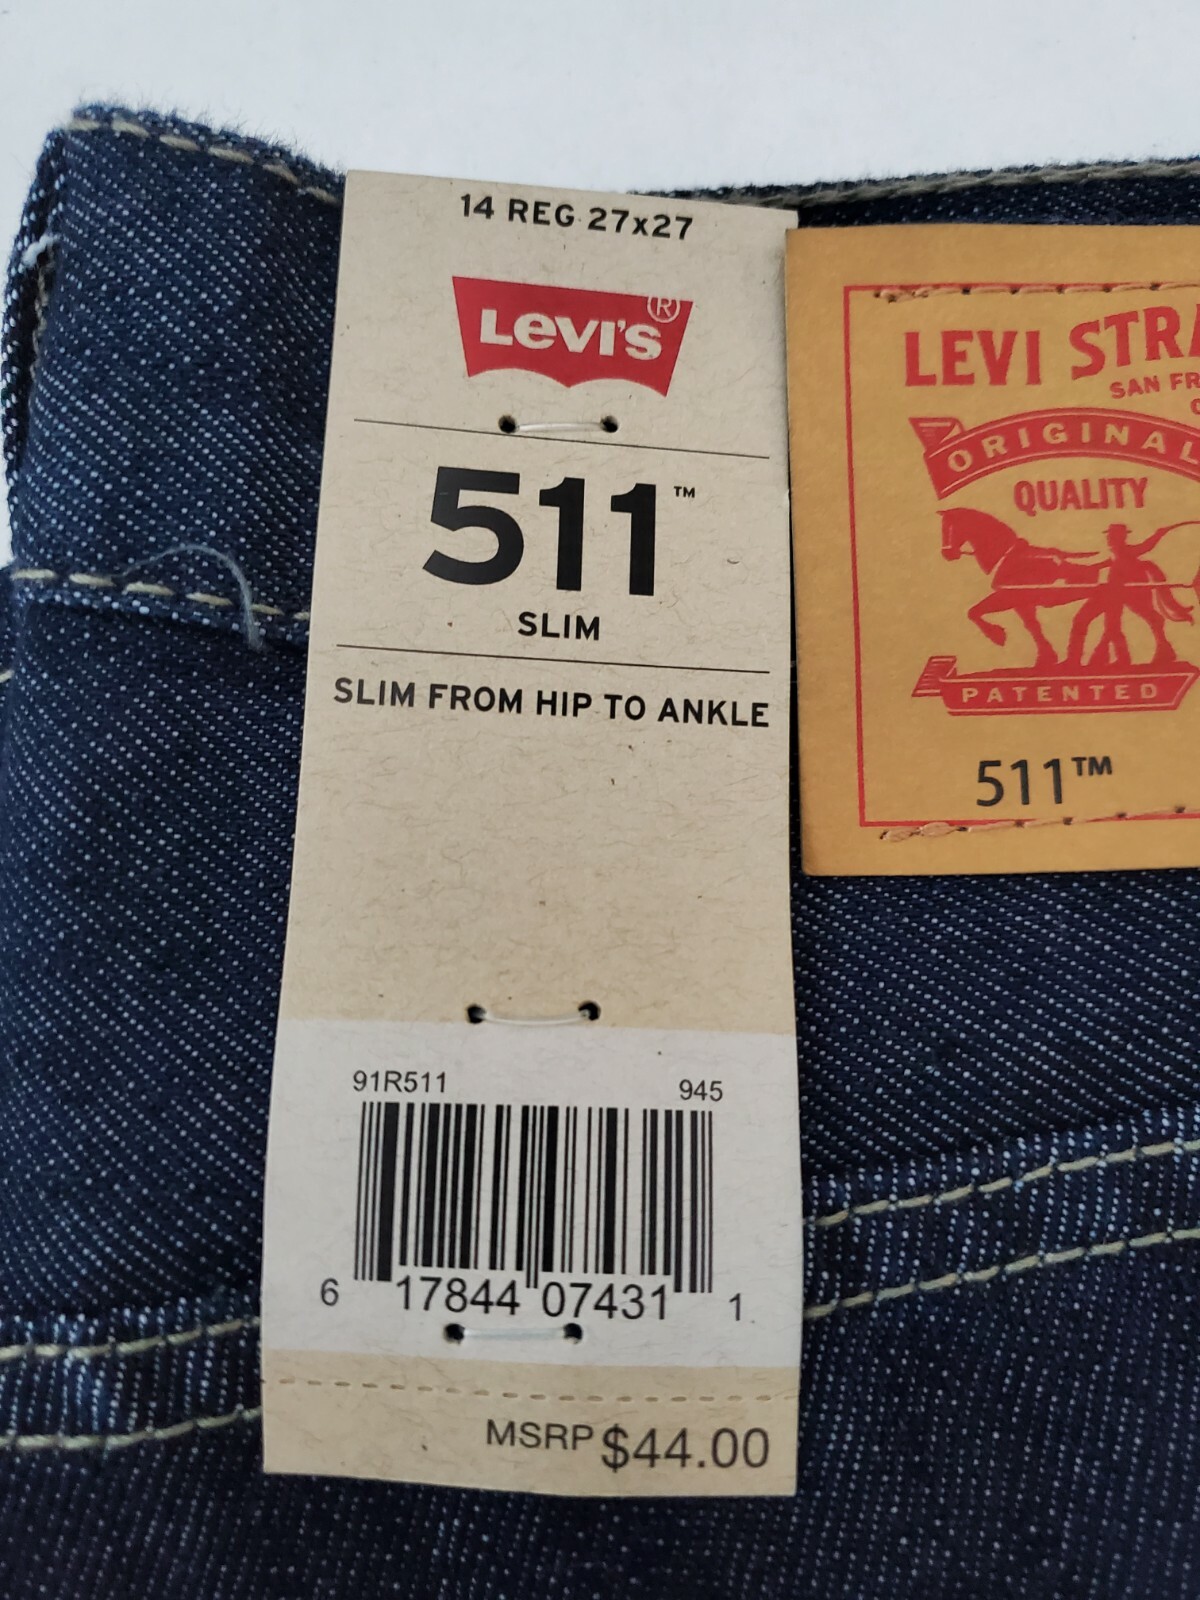 14 REG 27x27
LEVI'S®
511™
SLIM
SLIM FROM HIP TO ANKLE
91R511 945
6 17844 07431 1
MSRP $44.00
LEVI STRA
SAN FR
ORIGINAL
QUALITY
PATENTED
511™